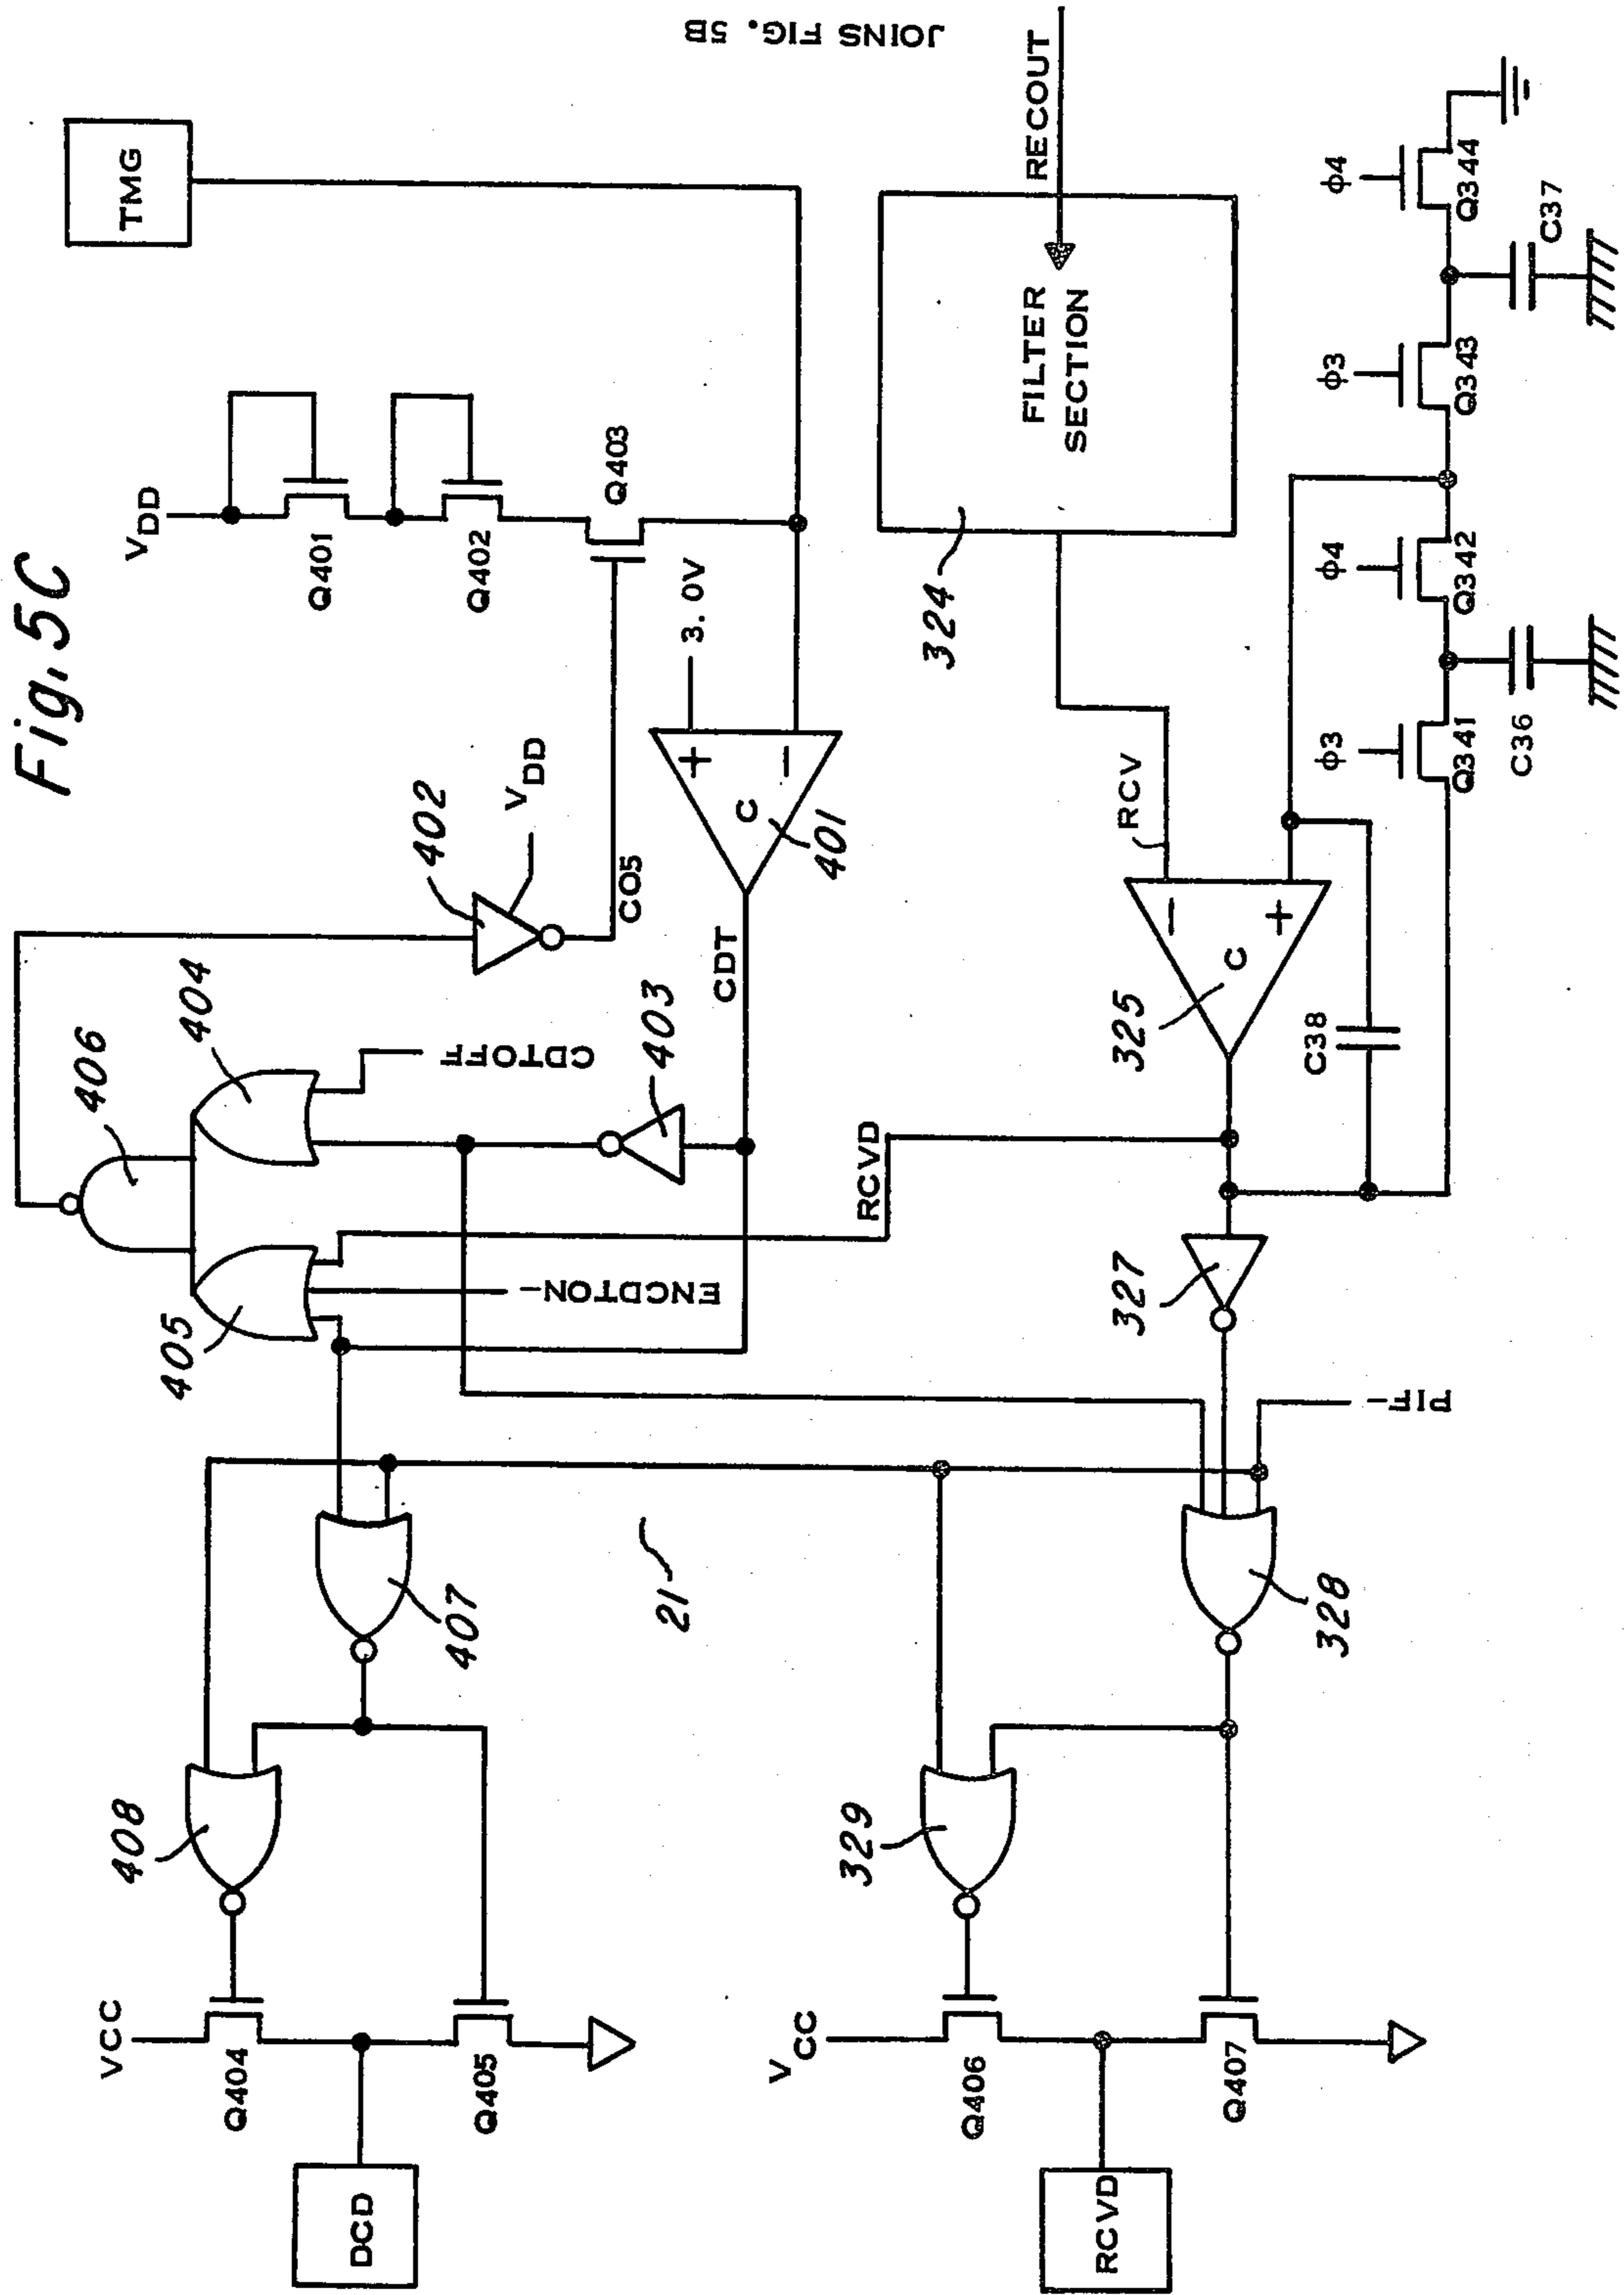 Fig. 5C
JOINS FIG. 5B
TMG
VDD
Q401
Q402
Q403
3.0V
+
-
C
401
402
VDD
CO5
CDT
403
404
406
405
CDTOFF
ENCDTON-
RCVD
RECOUT
FILTER
SECTION
324
RCV
-
+
C
325
C38
φ3
Q341
C36
φ4
Q342
φ3
Q343
φ4
Q344
C37
327
PIF-
328
329
21
407
408
VCC
Q404
Q405
DCD
VCC
Q406
Q407
RCVD